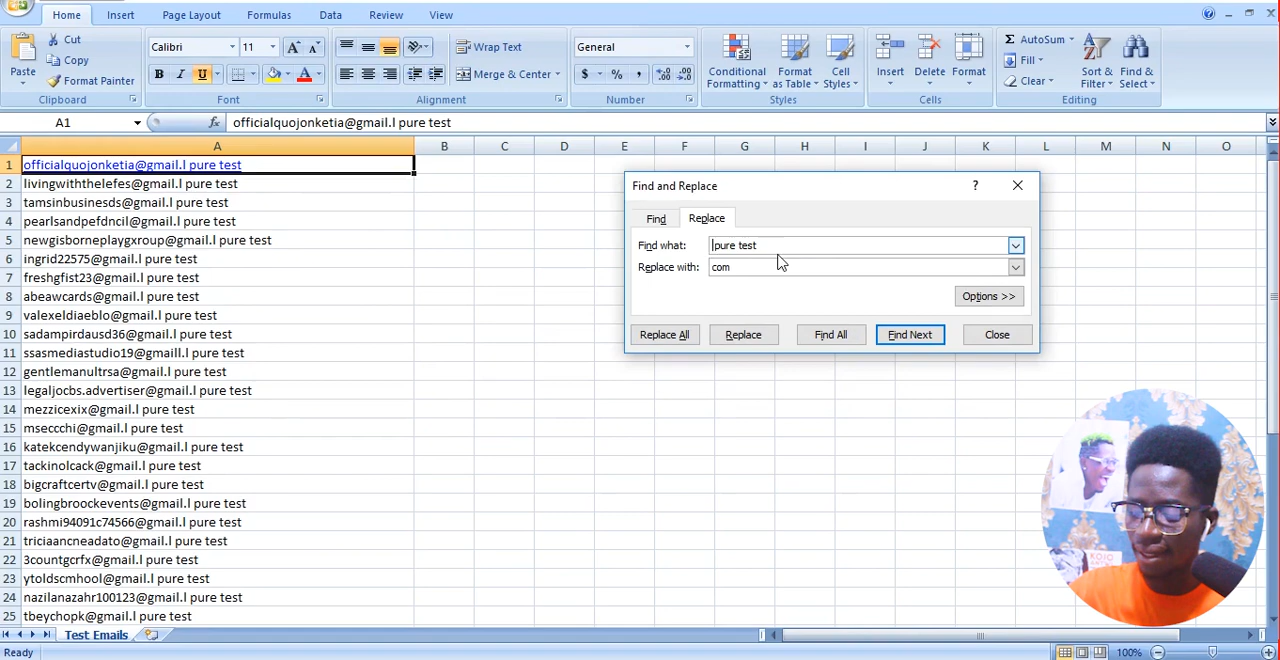 Home Insert Page Layout Formulas Data Review View
Cut
Copy
Format Painter
Paste
Clipboard
Calibri 11
B I U
Font
Wrap Text
Merge & Center
Alignment
General
$ % ,
Number
Conditional Formatting
Format as Table
Cell Styles
Styles
Insert Delete Format
Cells
Σ AutoSum
Fill
Clear
Sort & Filter
Find & Select
Editing
A1 fx officialquojonketia@gmail.l pure test
A B C D E F G H I J K L M N O
1 officialquojonketia@gmail.l pure test
2 livingwiththelefes@gmail.l pure test
3 tamsinbusinesds@gmail.l pure test
4 pearlsandpefdncil@gmail.l pure test
5 newgisborneplaygxroup@gmail.l pure test
6 ingrid22575@gmail.l pure test
7 freshgfist23@gmail.l pure test
8 abeawcards@gmail.l pure test
9 valexeldiaeblo@gmail.l pure test
10 sadampirdausd36@gmail.l pure test
11 ssasmediastudio19@gmaill.l pure test
12 gentlemanultrsa@gmail.l pure test
13 legaljocbs.advertiser@gmail.l pure test
14 mezzicexix@gmail.l pure test
15 mseccchi@gmail.l pure test
16 katekcendywanjiku@gmail.l pure test
17 tackinolcack@gmail.l pure test
18 bigcraftcertv@gmail.l pure test
19 bolingbroockevents@gmail.l pure test
20 rashmi94091c74566@gmail.l pure test
21 triciaancneadato@gmail.l pure test
22 3countgcrfx@gmail.l pure test
23 ytoldscmhool@gmail.l pure test
24 nazilanazahr100123@gmail.l pure test
25 tbeychopk@gmail.l pure test
Find and Replace ?
Find Replace
Find what: pure test
Replace with: com
Options >>
Replace All Replace Find All Find Next Close
Test Emails
Ready 100%